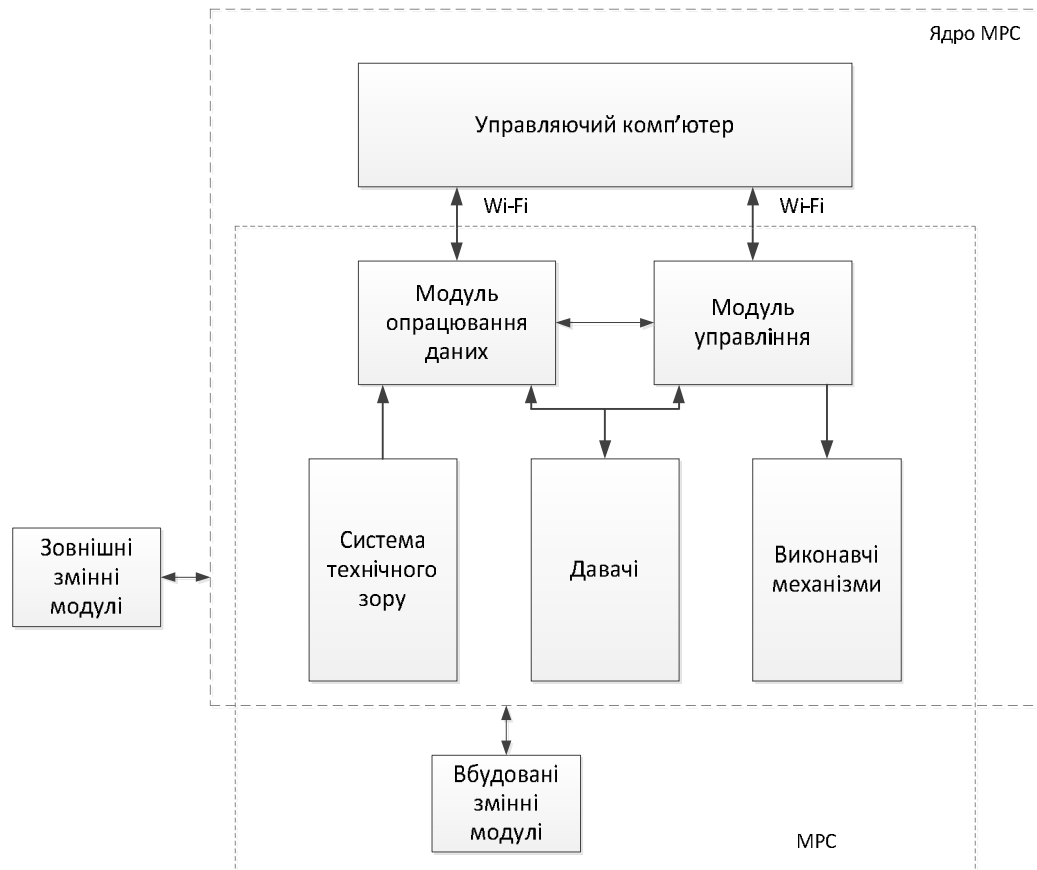 Ядро МРС
Управляючий комп’ютер
Wi-Fi
Wi-Fi
Модуль
опрацювання
даних
Модуль
управління
Зовнішні
змінні
модулі
Система
технічного
зору
Давачі
Виконавчі
механізми
Вбудовані
змінні
модулі
МРС